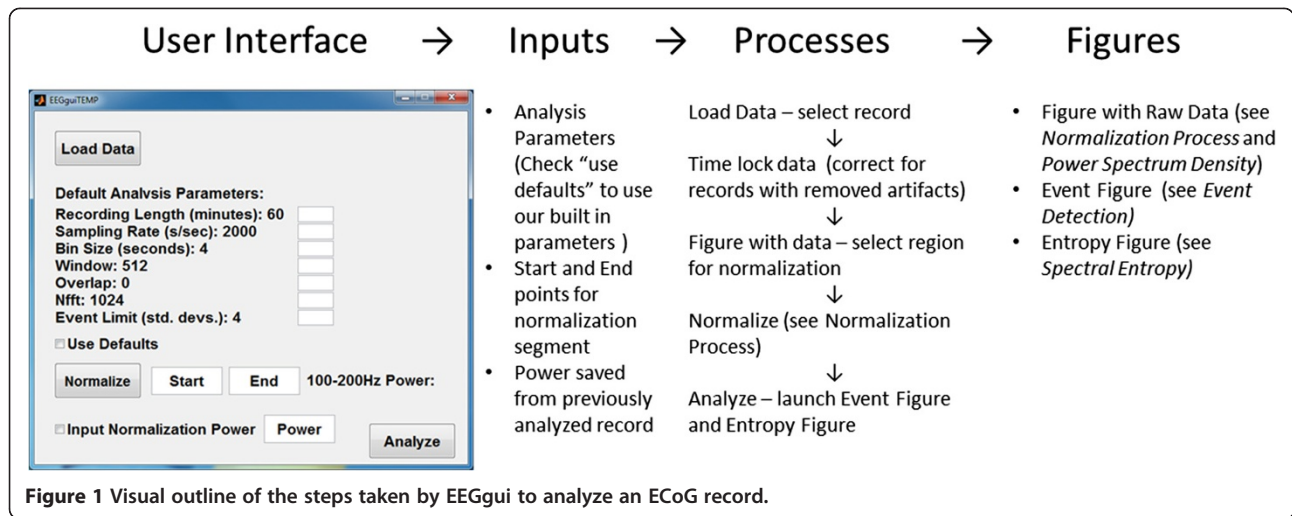 User Interface → Inputs → Processes → Figures
EEGguiTEMP
Load Data
Default Analysis Parameters:
Recording Length (minutes): 60
Sampling Rate (s/sec): 2000
Bin Size (seconds): 4
Window: 512
Overlap: 0
Nfft: 1024
Event Limit (std. devs.): 4
Use Defaults
Normalize Start End 100-200Hz Power:
Input Normalization Power Power
Analyze
• Analysis
Parameters
(Check “use
defaults” to use
our built in
parameters )
• Start and End
points for
normalization
segment
• Power saved
from previously
analyzed record
Load Data – select record
↓
Time lock data (correct for
records with removed artifacts)
↓
Figure with data – select region
for normalization
↓
Normalize (see Normalization
Process)
↓
Analyze – launch Event Figure
and Entropy Figure
• Figure with Raw Data (see
Normalization Process and
Power Spectrum Density)
• Event Figure (see Event
Detection)
• Entropy Figure (see
Spectral Entropy)
Figure 1 Visual outline of the steps taken by EEGgui to analyze an ECoG record.